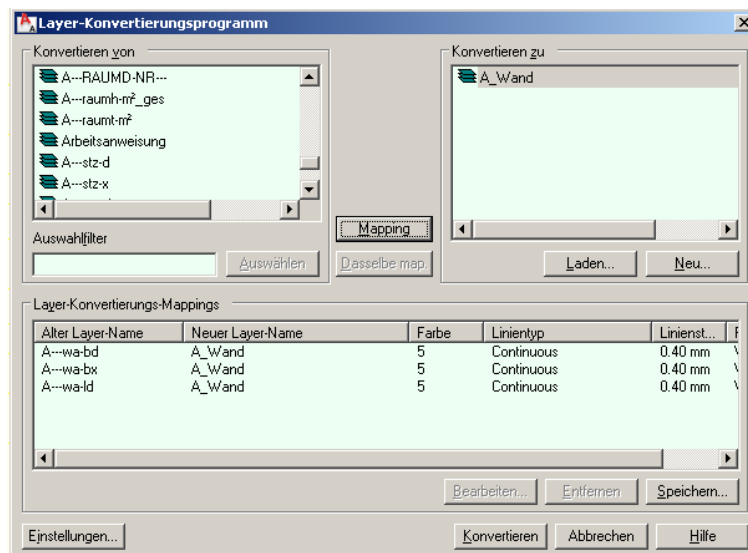 Layer-Konvertierungsprogramm
Konvertieren von
A---RAUMD-NR---
A---raumh-m²_ges
A---raumt-m²
Arbeitsanweisung
A---stz-d
A---stz-x
Auswahlfilter
Auswählen
Mapping
Dasselbe map.
Konvertieren zu
A_Wand
Laden...
Neu...
Layer-Konvertierungs-Mappings
Alter Layer-Name Neuer Layer-Name Farbe Linientyp Linienst...
A---wa-bd A_Wand 5 Continuous 0.40 mm
A---wa-bx A_Wand 5 Continuous 0.40 mm
A---wa-ld A_Wand 5 Continuous 0.40 mm
Bearbeiten... Entfernen Speichern...
Einstellungen... Konvertieren Abbrechen Hilfe